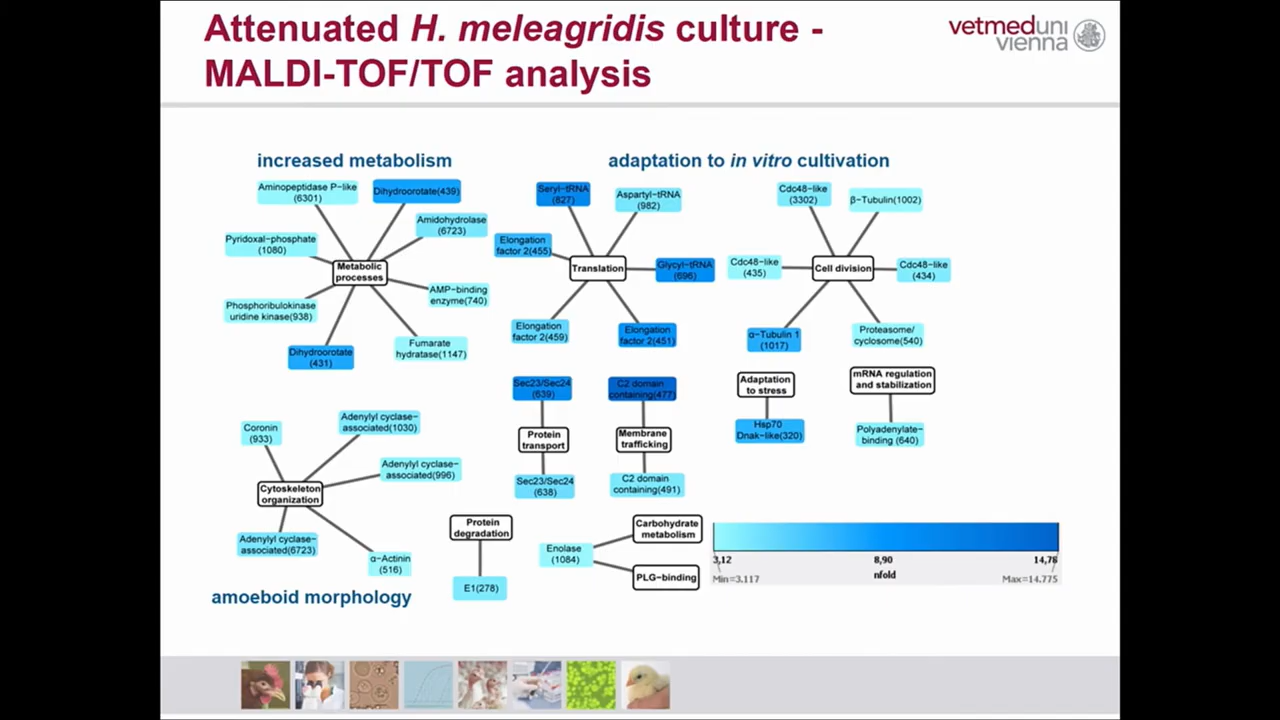 Attenuated H. meleagridis culture -
MALDI-TOF/TOF analysis
vetmeduni
vienna
increased metabolism
adaptation to in vitro cultivation
Aminopeptidase P−like
(6301)
Dihydroorotate(439)
Amidohydrolase
(6723)
Pyridoxal−phosphate
(1080)
Metabolic
processes
AMP−binding
enzyme(740)
Phosphoribulokinase
uridine kinase(938)
Dihydroorotate
(431)
Fumarate
hydratase(1147)
Seryl−tRNA
(827)
Aspartyl−tRNA
(982)
Elongation
factor 2(455)
Translation
Glycyl−tRNA
(696)
Elongation
factor 2(459)
Elongation
factor 2(451)
Cdc48−like
(3302)
β−Tubulin(1002)
Cdc48−like
(435)
Cell division
Cdc48−like
(434)
α−Tubulin 1
(1017)
Proteasome/
cyclosome(540)
Sec23/Sec24
(639)
Protein
transport
Sec23/Sec24
(638)
C2 domain
containing(477)
Membrane
trafficking
C2 domain
containing(491)
Adaptation
to stress
Hsp70
Dnak−like(320)
mRNA regulation
and stabilization
Polyadenylate−
binding (640)
Coronin
(933)
Adenylyl cyclase−
associated(1030)
Adenylyl cyclase−
associated(996)
Cytoskeleton
organization
Adenylyl cyclase−
associated(6723)
α−Actinin
(516)
amoeboid morphology
Protein
degradation
E1(278)
Enolase
(1084)
Carbohydrate
metabolism
PLG−binding
3,12
8,90
14,78
Min=3.117
nfold
Max=14.775